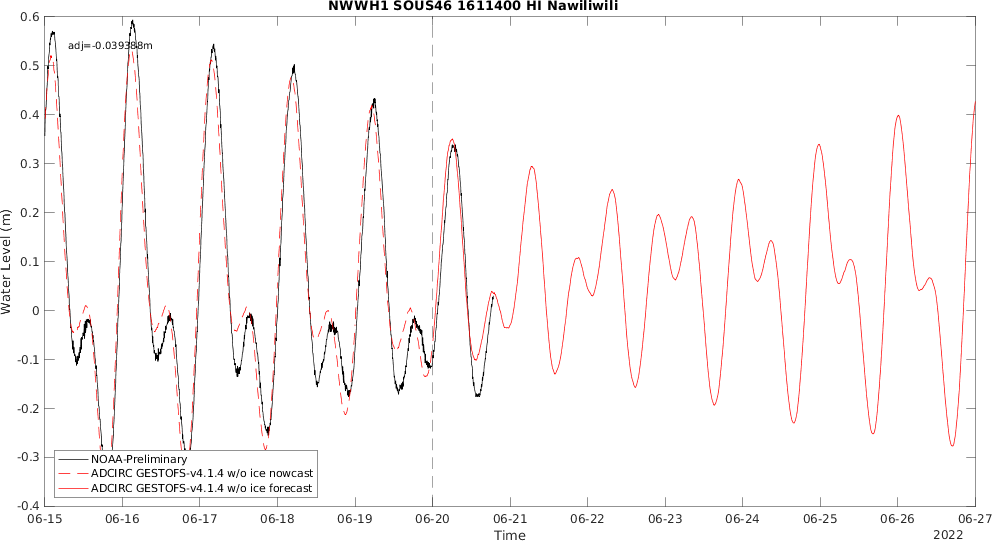 NWWH1 SOUS46 1611400 HI Nawiliwili
adj=-0.039388m
0.6
0.5
0.4
0.3
0.2
0.1
0
-0.1
-0.2
-0.3
-0.4
Water Level (m)
NOAA-Preliminary
ADCIRC GESTOFS-v4.1.4 w/o ice nowcast
ADCIRC GESTOFS-v4.1.4 w/o ice forecast
06-15 06-16 06-17 06-18 06-19 06-20 06-21 06-22 06-23 06-24 06-25 06-26 06-27
Time
2022